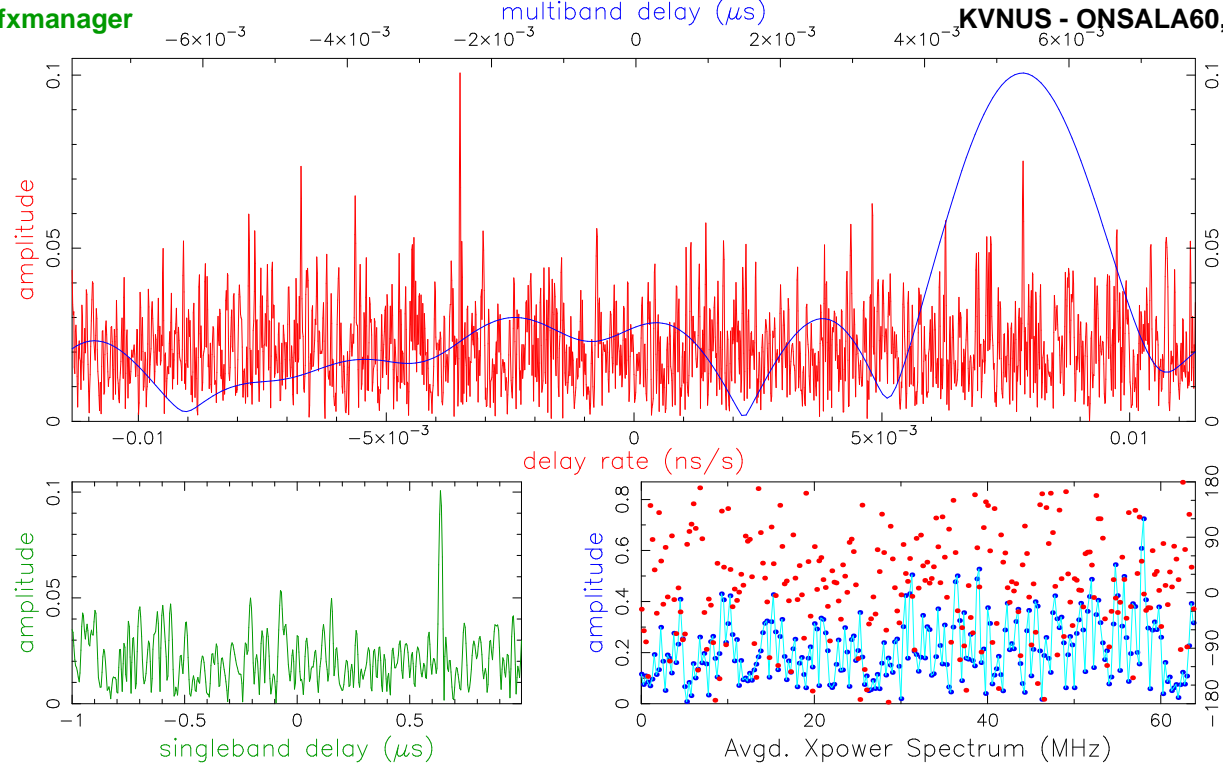 fxmanager
multiband delay (μs)
KVNUS - ONSALA60,
−6×10⁻³ −4×10⁻³ −2×10⁻³ 0 2×10⁻³ 4×10⁻³ 6×10⁻³
amplitude
0.1
0.05
0
0.1
0.05
0
−0.01 −5×10⁻³ 0 5×10⁻³ 0.01
delay rate (ns/s)
amplitude
0.1
0.05
0
−1 −0.5 0 0.5
singleband delay (μs)
amplitude
0.8
0.6
0.4
0.2
0
180
90
0
−90
−180
0 20 40 60
Avgd. Xpower Spectrum (MHz)